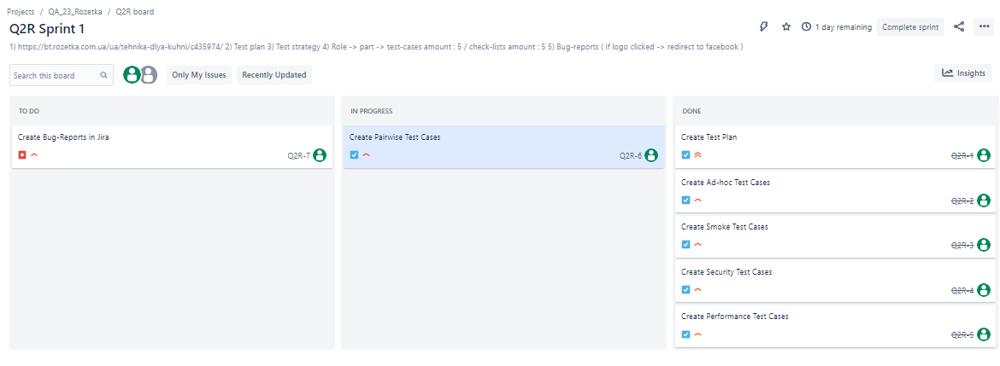 Projects / QA_23_Rozetka / Q2R board
Q2R Sprint 1
1 day remaining
Complete sprint
1) https://bt.rozetka.com.ua/ua/tehnika-dlya-kuhni/c435974/ 2) Test plan 3) Test strategy 4) Role -> part -> test-cases amount : 5 / check-lists amount : 5 5) Bug-reports ( if logo clicked -> redirect to facebook )
Search this board
Only My Issues
Recently Updated
Insights
TO DO
Create Bug-Reports in Jira
Q2R-7
IN PROGRESS
Create Pairwise Test Cases
Q2R-6
DONE
Create Test Plan
Q2R-1
Create Ad-hoc Test Cases
Q2R-2
Create Smoke Test Cases
Q2R-3
Create Security Test Cases
Q2R-4
Create Performance Test Cases
Q2R-5